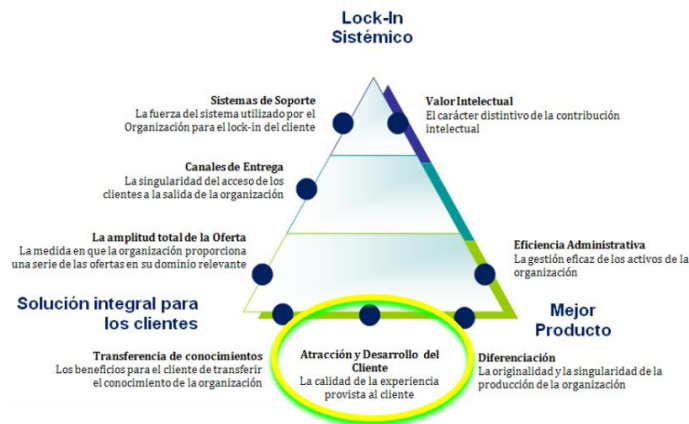 Lock-In
Sistémico
Sistemas de Soporte
La fuerza del sistema utilizado por el
Organización para el lock-in del cliente
Valor Intelectual
El carácter distintivo de la contribución
intelectual
Canales de Entrega
La singularidad del acceso de los
clientes a la salida de la organización
La amplitud total de la Oferta
La medida en que la organización proporciona
una serie de las ofertas en su dominio relevante
Eficiencia Administrativa
La gestión eficaz de los activos de la
organización
Solución integral para
los clientes
Mejor
Producto
Transferencia de conocimientos
Los beneficios para el cliente de transferir
el conocimiento de la organización
Atracción y Desarrollo del
Cliente
La calidad de la experiencia
provista al cliente
Diferenciación
La originalidad y la singularidad de la
producción de la organización